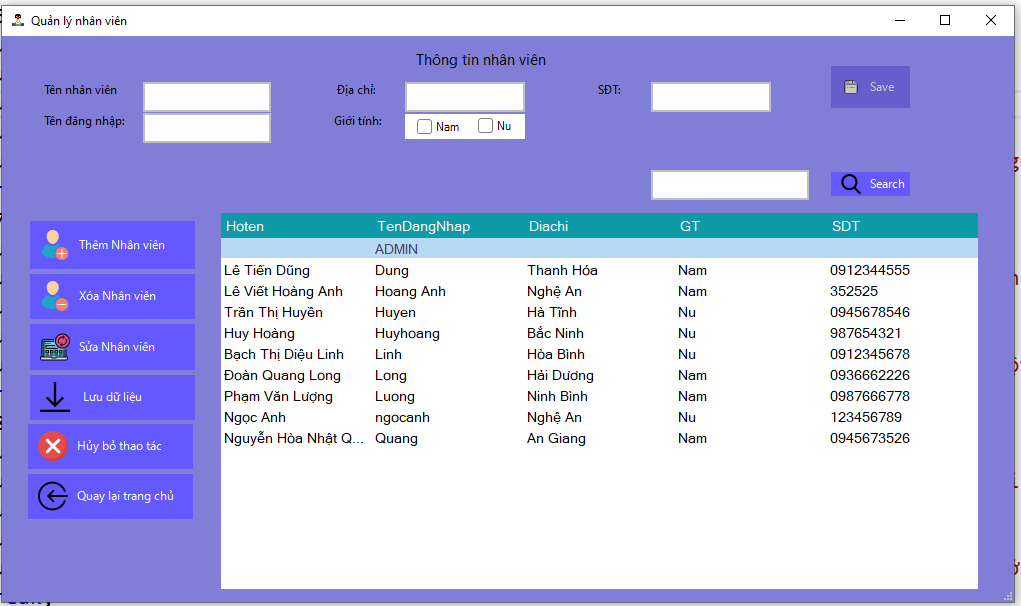 Quản lý nhân viên
Thông tin nhân viên
Tên nhân viên Địa chỉ: SĐT: Save
Tên đăng nhập: Giới tính: Nam Nu
Search
Hoten TenDangNhap Diachi GT SDT
ADMIN
Lê Tiến Dũng Dung Thanh Hóa Nam 0912344555
Lê Viết Hoàng Anh Hoang Anh Nghệ An Nam 352525
Trần Thị Huyền Huyen Hà Tĩnh Nu 0945678546
Huy Hoàng Huyhoang Bắc Ninh Nu 987654321
Bạch Thị Diệu Linh Linh Hòa Bình Nu 0912345678
Đoàn Quang Long Long Hải Dượng Nam 0936662226
Phạm Văn Lượng Luong Ninh Bình Nam 0987666778
Ngọc Anh ngocanh Nghệ An Nu 123456789
Nguyễn Hòa Nhật Q... Quang An Giang Nam 0945673526
Thêm Nhân viên
Xóa Nhân viên
Sửa Nhân viên
Lưu dữ liệu
Hủy bỏ thao tác
Quay lại trang chủ